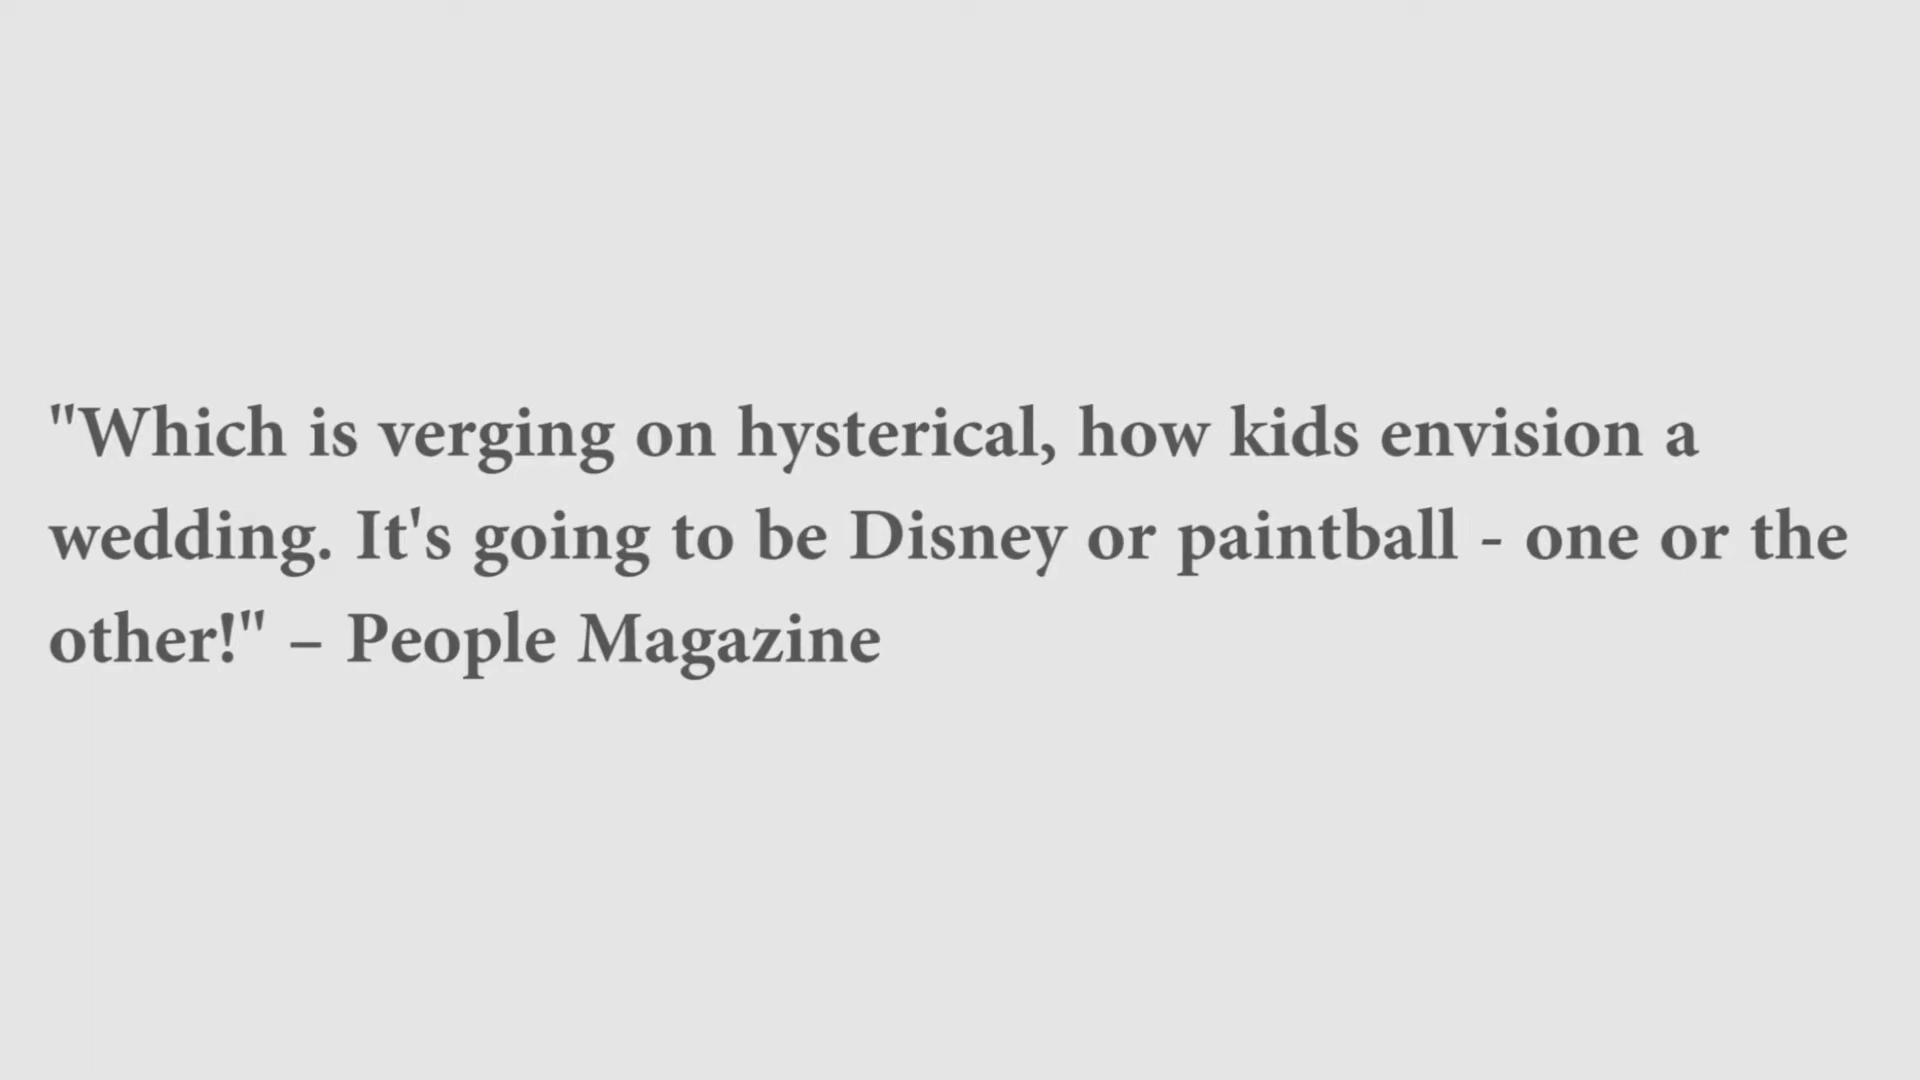 "Which is verging on hysterical, how kids envision a
wedding. It's going to be Disney or paintball - one or the
other!" – People Magazine